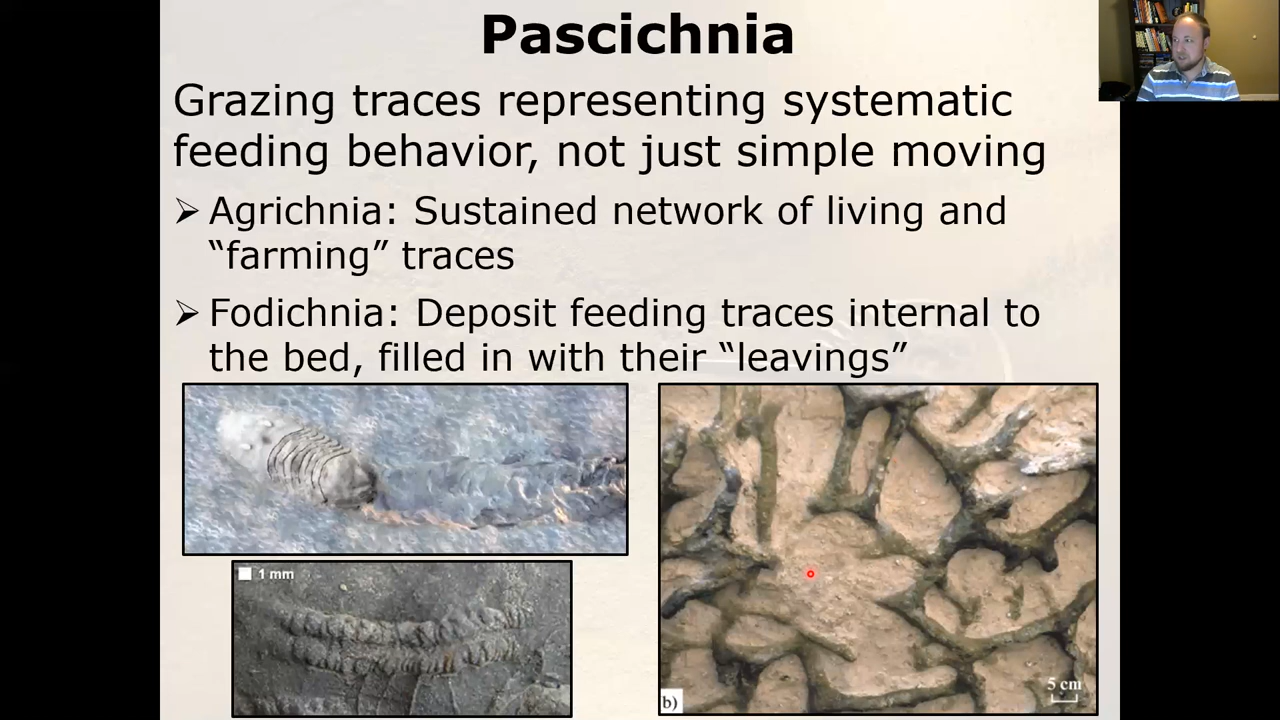 Pascichnia
Grazing traces representing systematic
feeding behavior, not just simple moving
➢ Agrichnia: Sustained network of living and
“farming” traces
➢ Fodichnia: Deposit feeding traces internal to
the bed, filled in with their “leavings”
1 mm
5 cm
b)